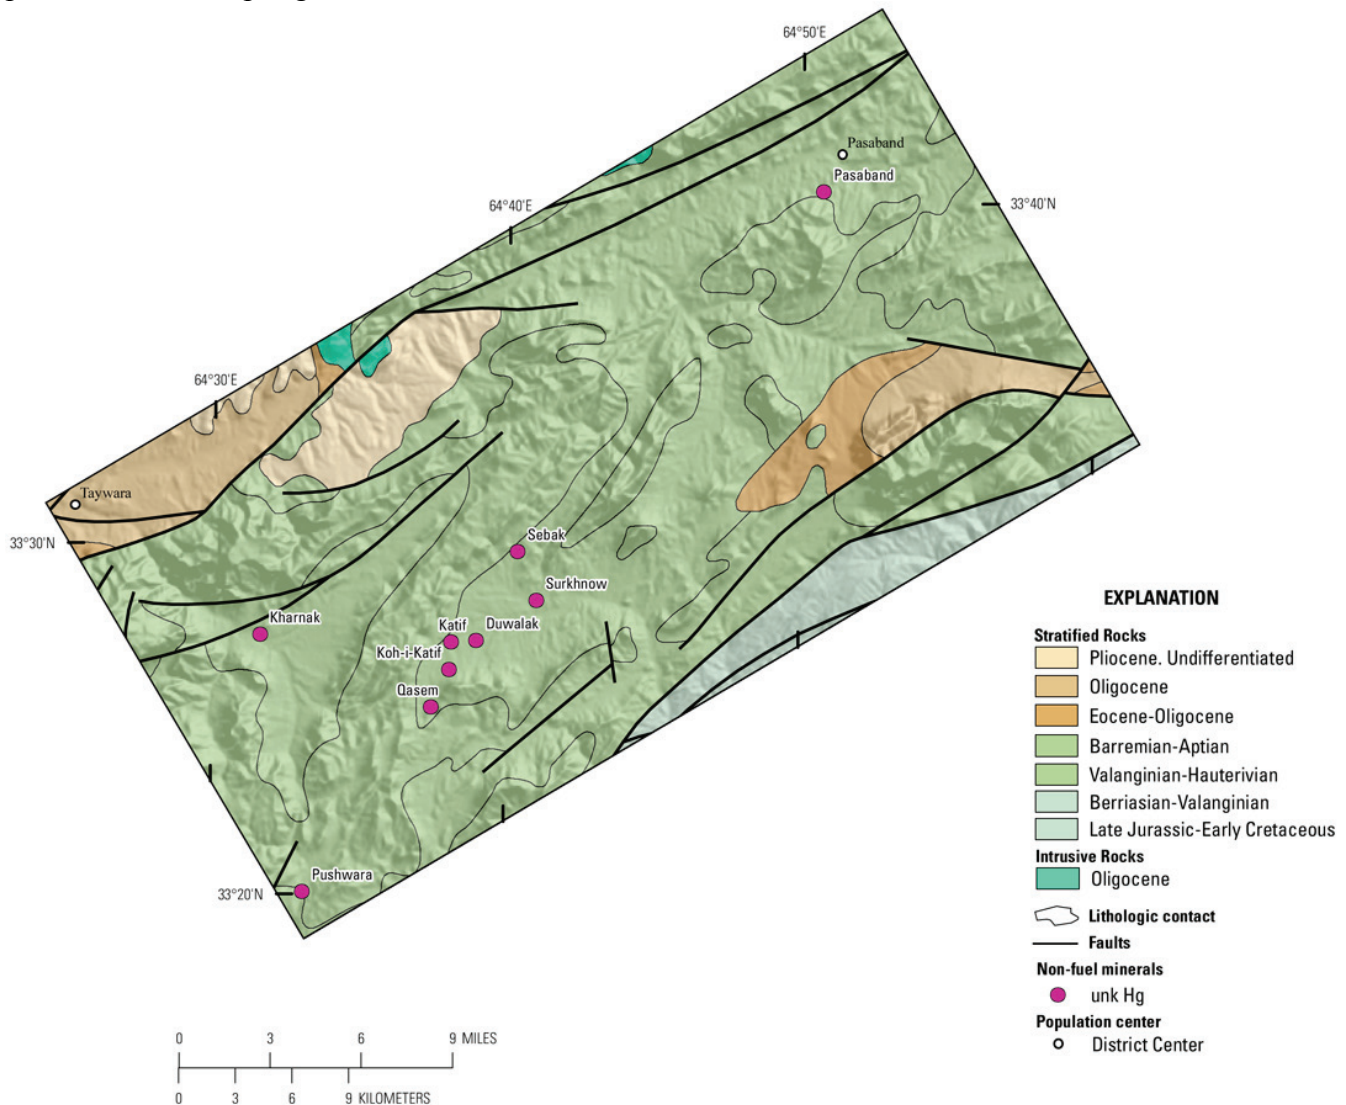 64°50'E
Pasaband
Pasaband
64°40'E
33°40'N
64°30'E
Taywara
33°30'N
Sebak
Surkhnow
Kharnak
Katif
Duwalak
Koh-i-Katif
Qasem
Pushwara
33°20'N
EXPLANATION
Stratified Rocks
Pliocene. Undifferentiated
Oligocene
Eocene-Oligocene
Barremian-Aptian
Valanginian-Hauterivian
Berriasian-Valanginian
Late Jurassic-Early Cretaceous
Intrusive Rocks
Oligocene
Lithologic contact
Faults
Non-fuel minerals
unk Hg
Population center
District Center
0 3 6 9 MILES
0 3 6 9 KILOMETERS